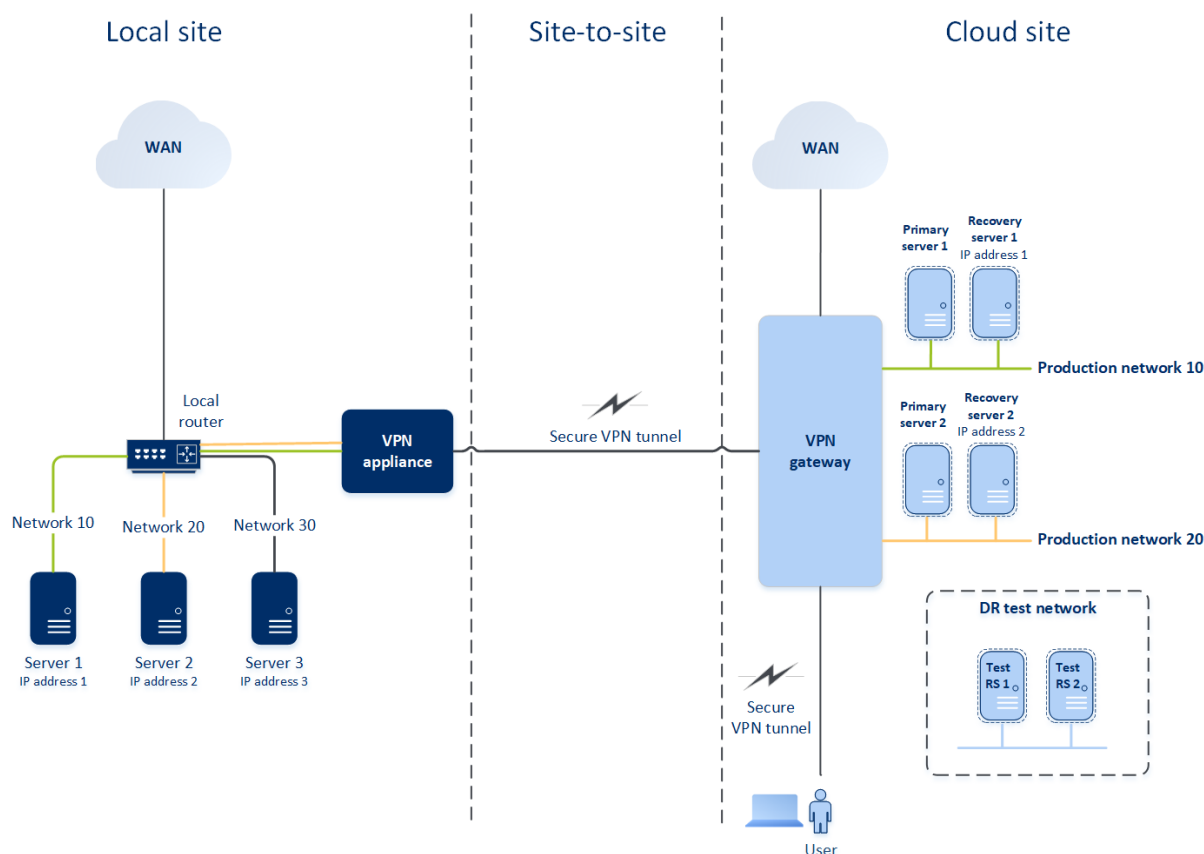 Local site
Site-to-site
Cloud site
WAN
WAN
Primary
server 1
Recovery
server 1
IP address 1
Production network 10
Local
router
VPN
appliance
Secure VPN tunnel
VPN
gateway
Primary
server 2
Recovery
server 2
IP address 2
Production network 20
Network 10
Network 20
Network 30
Server 1
IP address 1
Server 2
IP address 2
Server 3
IP address 3
DR test network
Test
RS 1
Test
RS 2
Secure
VPN tunnel
User